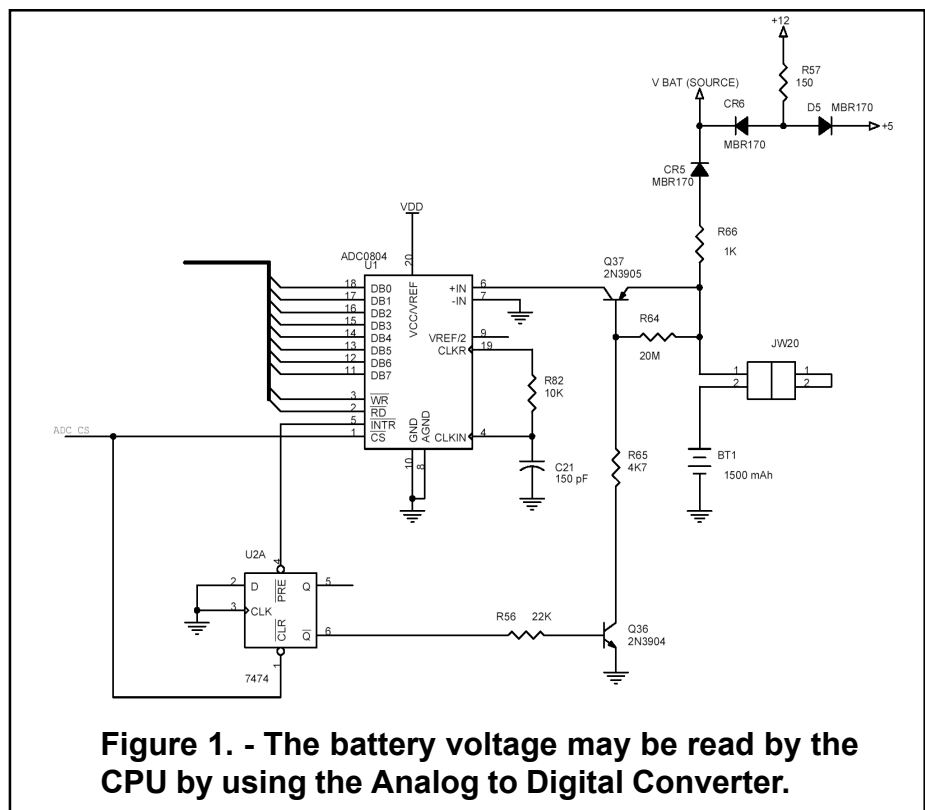 +12
R57
150
V BAT (SOURCE)
CR6
D5 MBR170
+5
MBR170
CR5
MBR170
R66
1K
VDD
ADC0804
U1
20
Q37
2N3905
18 DB0
17 DB1
16 DB2
15 DB3
14 DB4
13 DB5
12 DB6
11 DB7
3 WR
2 RD
5 INTR
1 CS
VCC/VREF
+IN 6
-IN 7
VREF/2 9
CLKR 19
CLKIN 4
GND
AGND
10
8
R64
20M
JW20
1 1
2 2
R82
10K
ADC CS
C21
150 pF
R65
4K7
BT1
1500 mAh
U2A
4
2 D
PRE
Q 5
3 CLK
CLR
Q 6
1
7474
R56 22K
Q36
2N3904
Figure 1. - The battery voltage may be read by the
CPU by using the Analog to Digital Converter.